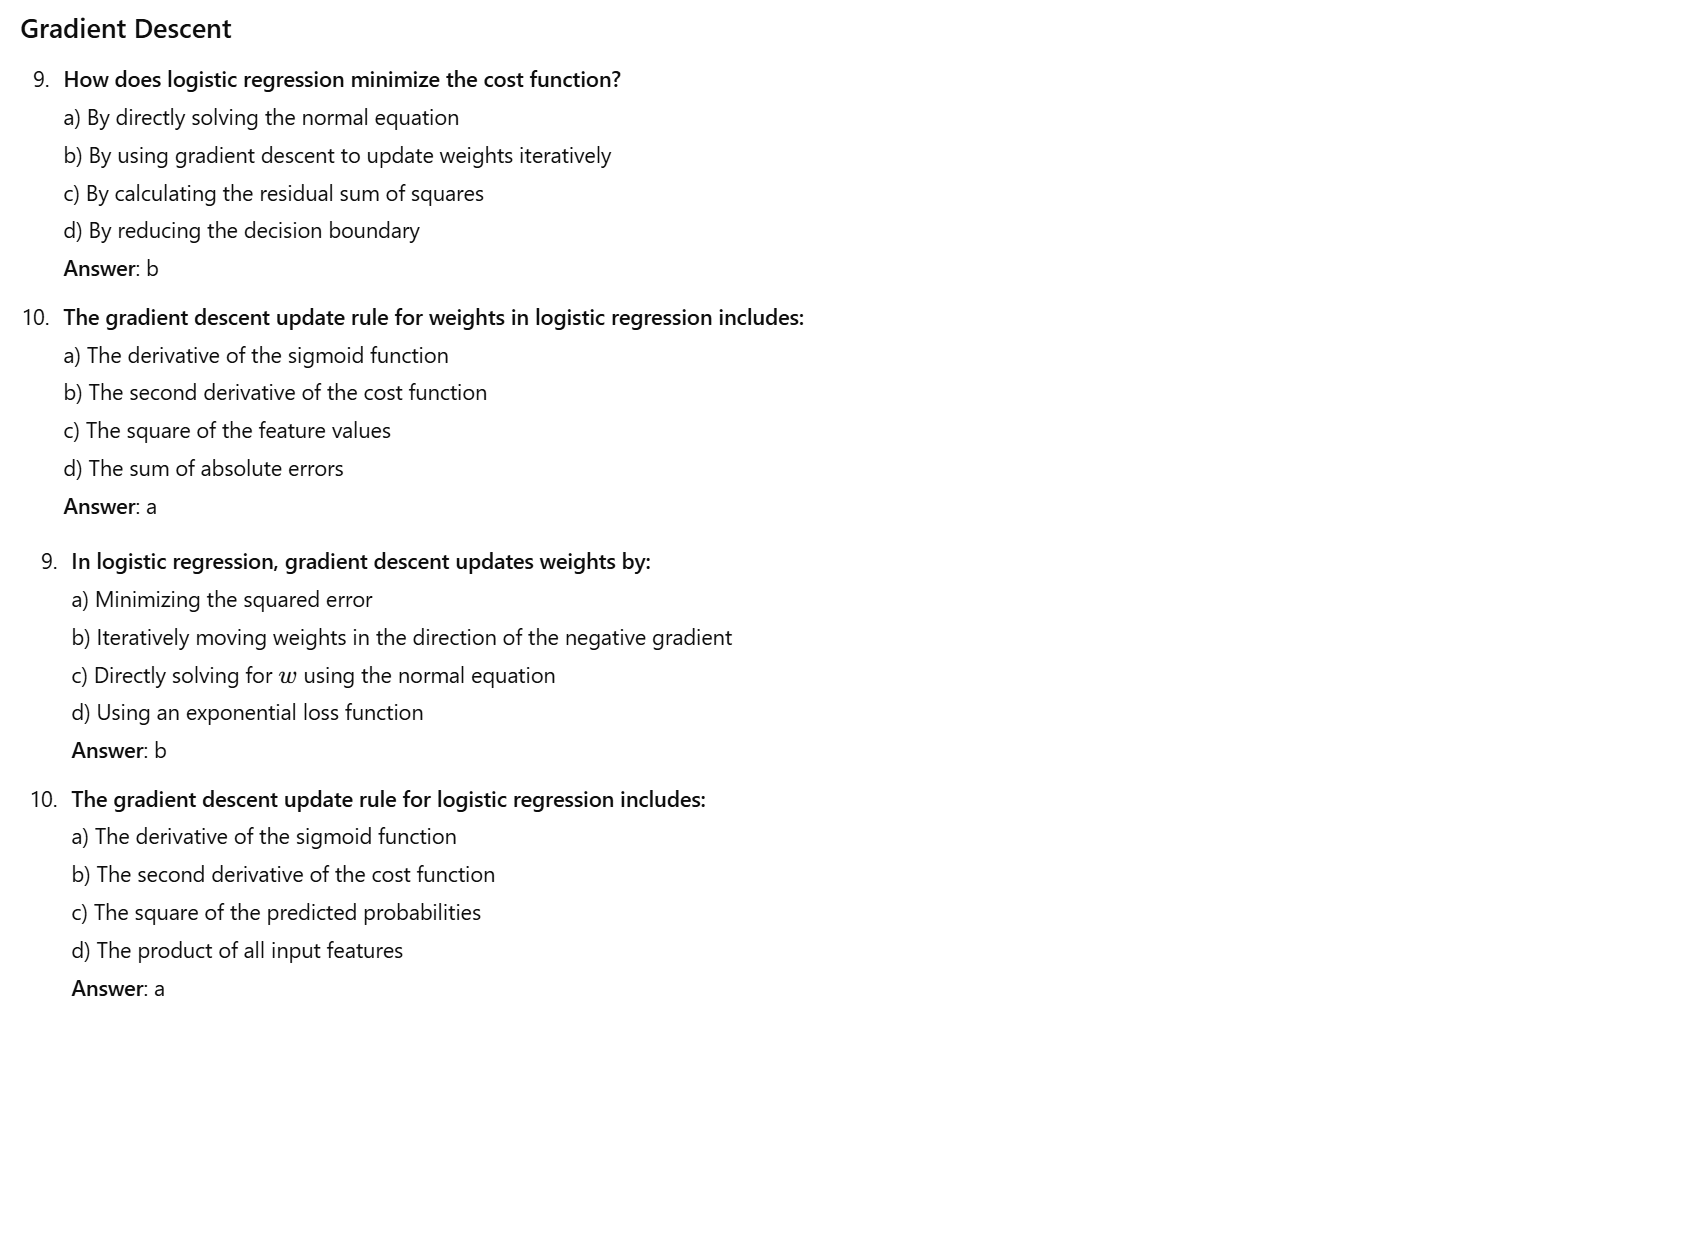 Gradient Descent
9. How does logistic regression minimize the cost function?
a) By directly solving the normal equation
b) By using gradient descent to update weights iteratively
c) By calculating the residual sum of squares
d) By reducing the decision boundary
Answer: b
10. The gradient descent update rule for weights in logistic regression includes:
a) The derivative of the sigmoid function
b) The second derivative of the cost function
c) The square of the feature values
d) The sum of absolute errors
Answer: a
9. In logistic regression, gradient descent updates weights by:
a) Minimizing the squared error
b) Iteratively moving weights in the direction of the negative gradient
c) Directly solving for w using the normal equation
d) Using an exponential loss function
Answer: b
10. The gradient descent update rule for logistic regression includes:
a) The derivative of the sigmoid function
b) The second derivative of the cost function
c) The square of the predicted probabilities
d) The product of all input features
Answer: a